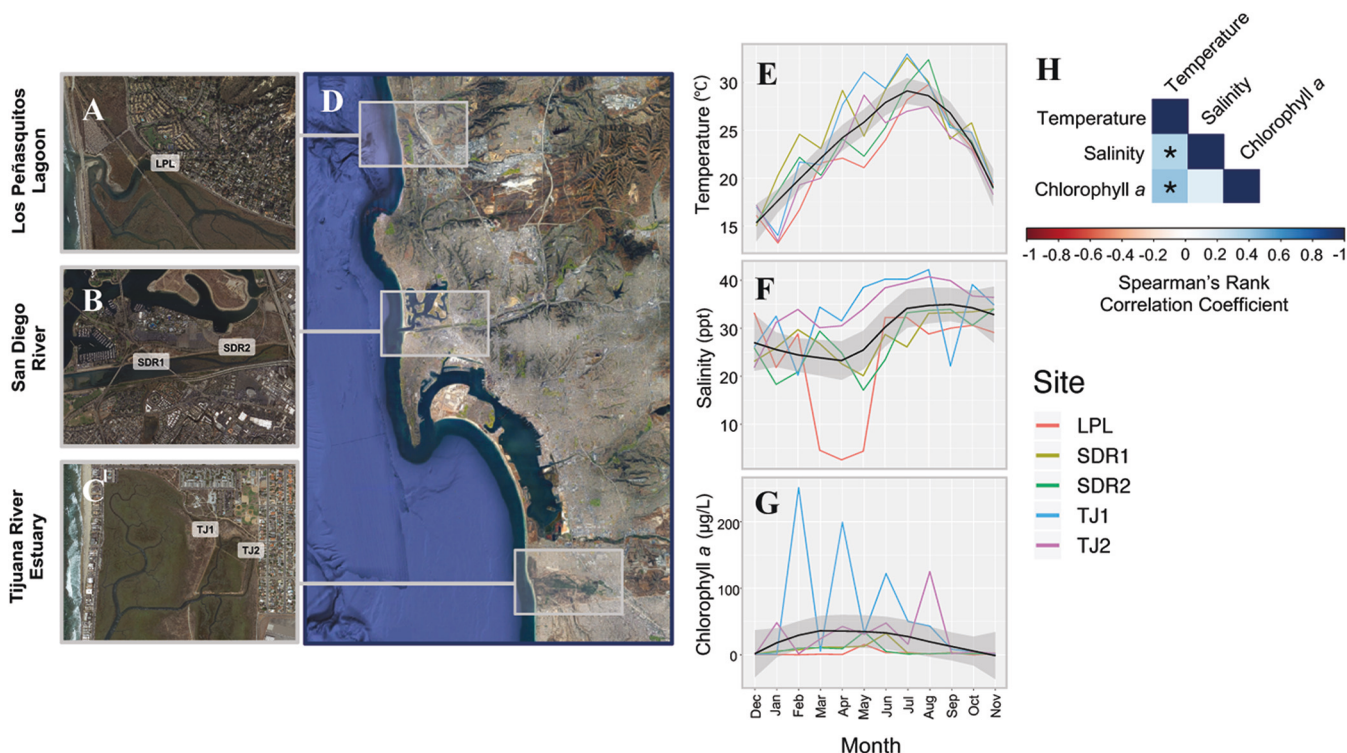 Los Peñasquitos
Lagoon
A
LPL
San Diego
River
B
SDR1
SDR2
Tijuana River
Estuary
C
TJ1
TJ2
D
E
Temperature (°C)
30
25
20
15
F
Salinity (ppt)
40
30
20
10
G
Chlorophyll a (µg/L)
200
100
0
Dec
Jan
Feb
Mar
Apr
May
Jun
Jul
Aug
Sep
Oct
Nov
Month
H
Temperature
Salinity
Chlorophyll a
Temperature
Salinity
*
Chlorophyll a
*
-1 -0.8 -0.6 -0.4 -0.2 0 0.2 0.4 0.6 0.8 -1
Spearman's Rank
Correlation Coefficient
Site
LPL
SDR1
SDR2
TJ1
TJ2